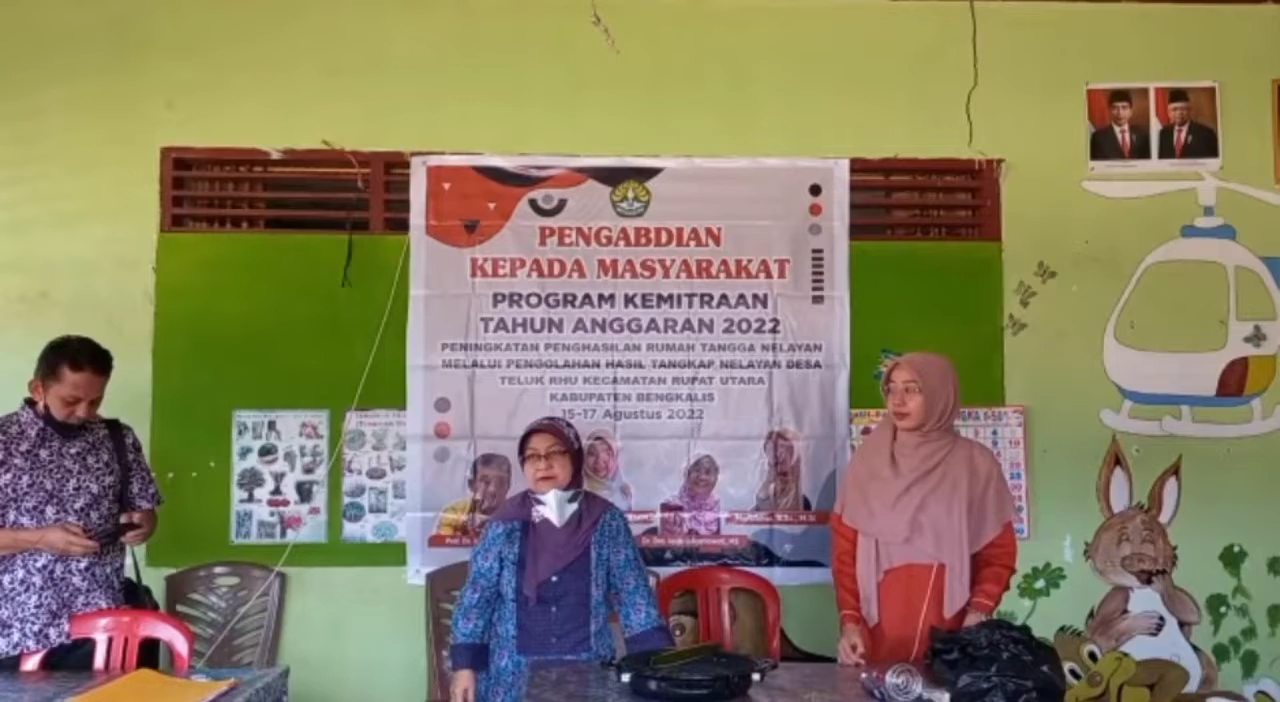 PENGABDIAN
KEPADA MASYARAKAT
PROGRAM KEMITRAAN
TAHUN ANGGARAN 2022
PENINGKATAN PENGHASILAN RUMAH TANGGA NELAYAN
MELALUI PENGOLAHAN HASIL TANGKAP NELAYAN DESA
TELUK RHU KECAMATAN RUPAT UTARA
KABUPATEN BENGKALIS
15-17 Agustus 2022